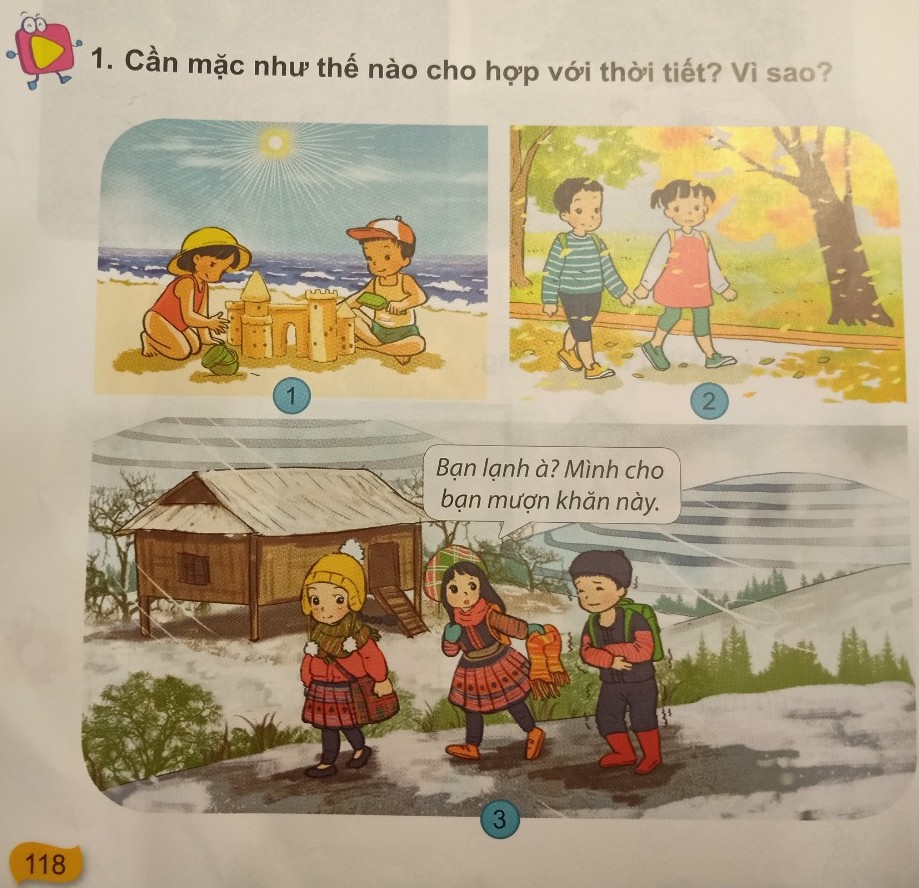 1. Cần mặc như thế nào cho hợp với thời tiết? Vì sao?
1
2
Bạn lạnh à? Mình cho
bạn mượn khăn này.
3
118